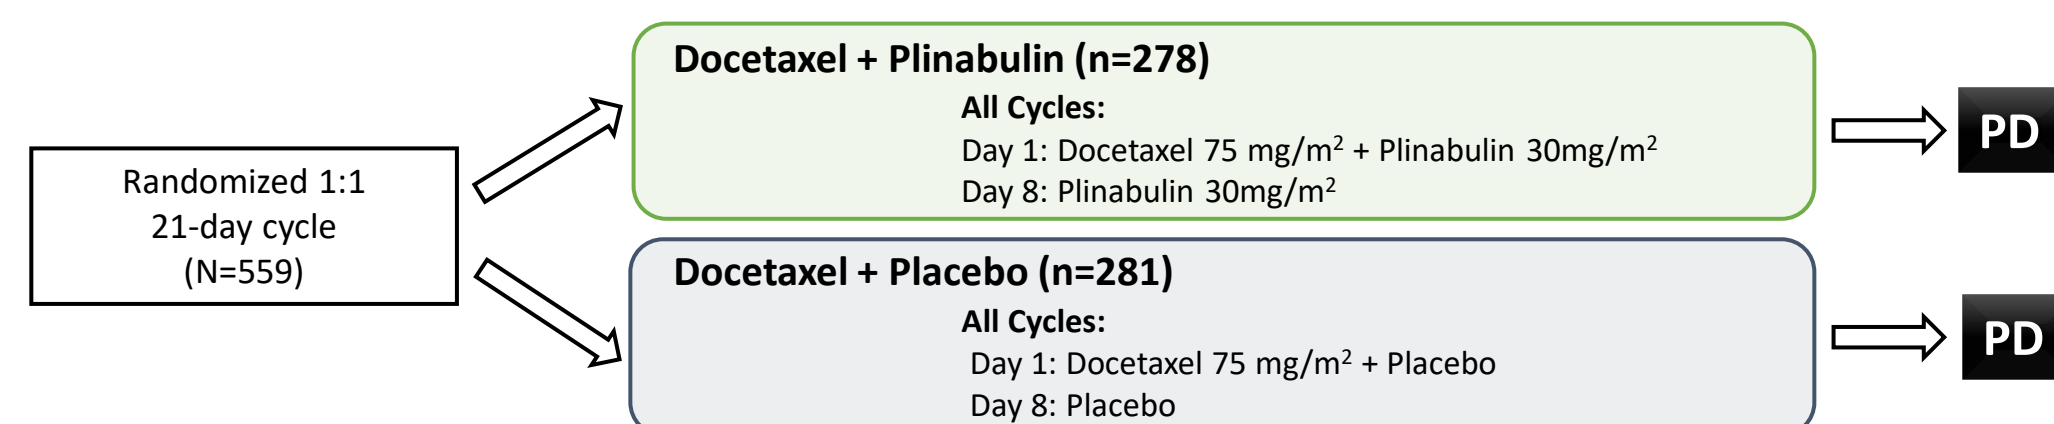 Randomized 1:1
21-day cycle
(N=559)
Docetaxel + Plinabulin (n=278)
All Cycles:
Day 1: Docetaxel 75 mg/m² + Plinabulin 30mg/m²
Day 8: Plinabulin 30mg/m²
PD
Docetaxel + Placebo (n=281)
All Cycles:
Day 1: Docetaxel 75 mg/m² + Placebo
Day 8: Placebo
PD